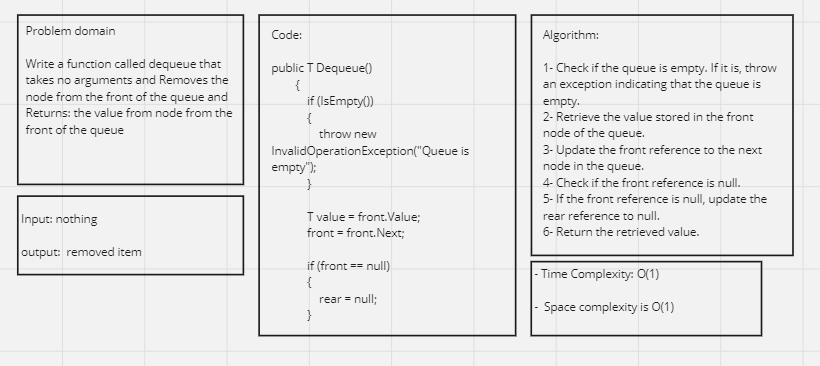 Problem domain
Write a function called dequeue that
takes no arguments and Removes the
node from the front of the queue and
Returns: the value from node from the
front of the queue
Input: nothing
output:  removed item
Code:
public T Dequeue()
{
if (IsEmpty())
{
throw new
InvalidOperationException("Queue is
empty");
}
T value = front.Value;
front = front.Next;
if (front == null)
{
rear = null;
}
Algorithm:
1- Check if the queue is empty. If it is, throw
an exception indicating that the queue is
empty.
2- Retrieve the value stored in the front
node of the queue.
3- Update the front reference to the next
node in the queue.
4- Check if the front reference is null.
5- If the front reference is null, update the
rear reference to null.
6- Return the retrieved value.
- Time Complexity: O(1)
-  Space complexity is O(1)